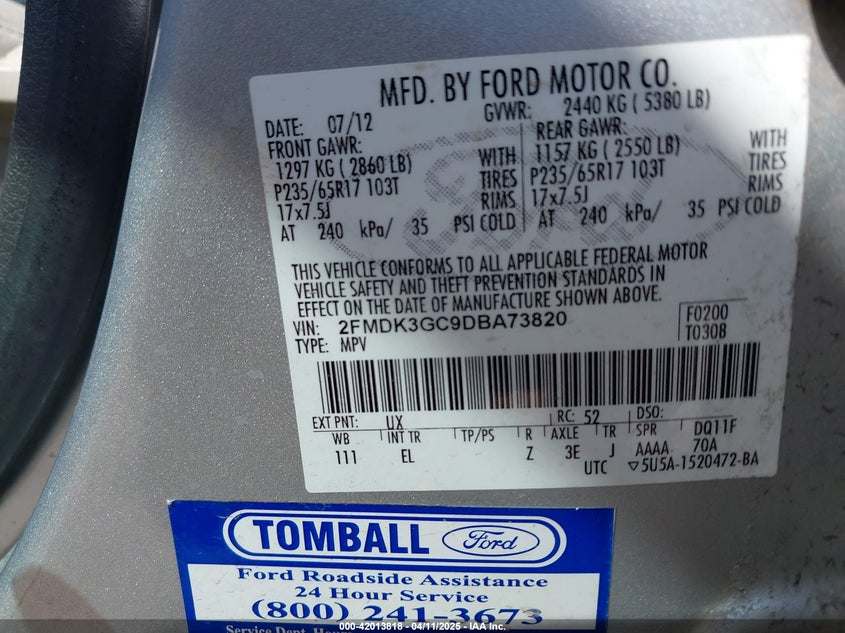 MFD. BY FORD MOTOR CO.
DATE: 07/12 GVWR: 2440 KG ( 5380 LB)
FRONT GAWR: REAR GAWR:
1297 KG ( 2860 LB) WITH 1157 KG ( 2550 LB) WITH
P235/65R17 103T TIRES P235/65R17 103T TIRES
17x7.5J RIMS 17x7.5J RIMS
AT 240 kPa/ 35 PSI COLD AT 240 kPa/ 35 PSI COLD
THIS VEHICLE CONFORMS TO ALL APPLICABLE FEDERAL MOTOR
VEHICLE SAFETY AND THEFT PREVENTION STANDARDS IN
EFFECT ON THE DATE OF MANUFACTURE SHOWN ABOVE.
VIN: 2FMDK3GC9DBA73820 F0200
TYPE: MPV T0308
EXT PNT: UX RC: 52 DSO:
WB INT TR TP/PS R AXLE TR SPR DQ11F
111 EL Z 3E J AAAA 70A
UTC ▽5U5A-1520472-BA
TOMBALL Ford
Ford Roadside Assistance
24 Hour Service
(800) 241-3673
Service Dept. Hours
000-42013818 - 04/11/2025 - IAA Inc.